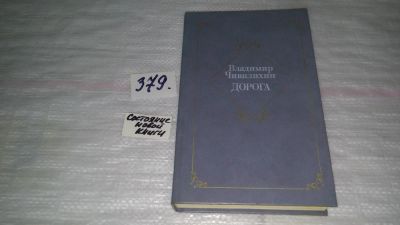 379.
Состояние
новой
книги
Владимир
Чивилихин
ДОРОГА